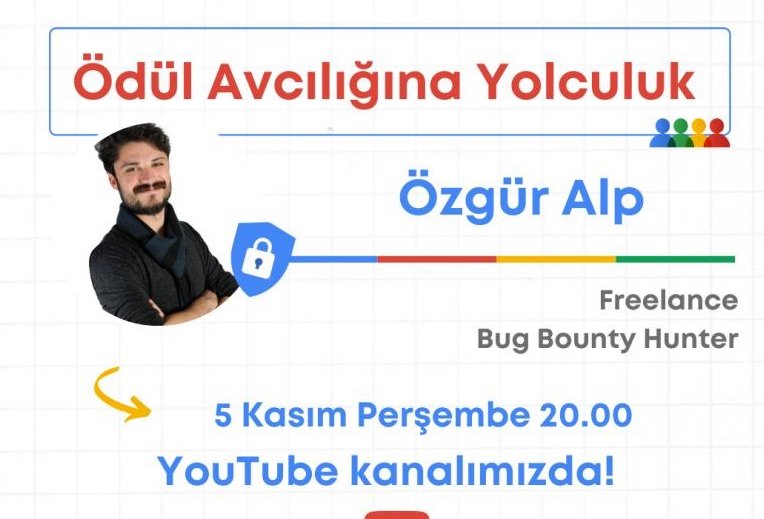 Ödül Avcılığına Yolculuk
Özgür Alp
Freelance
Bug Bounty Hunter
5 Kasım Perşembe 20.00
YouTube kanalımızda!